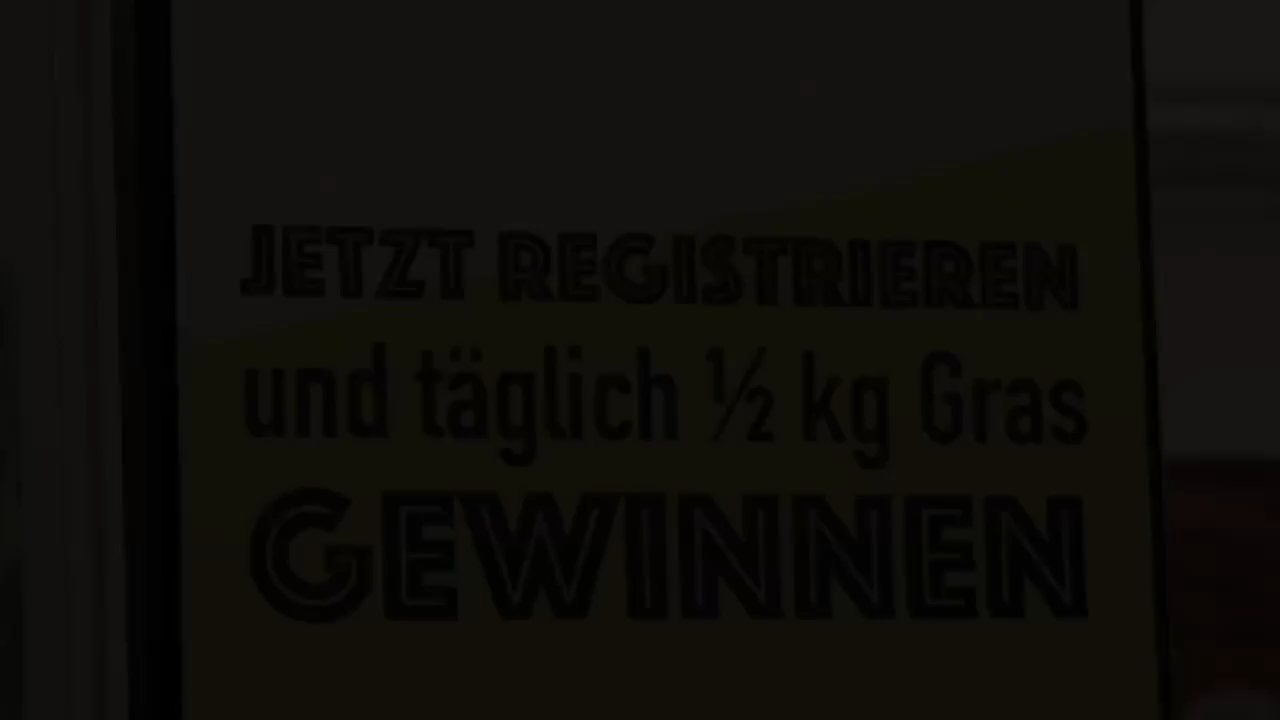 JETZT REGISTRIEREN
und täglich ½ kg Gras
GEWINNEN